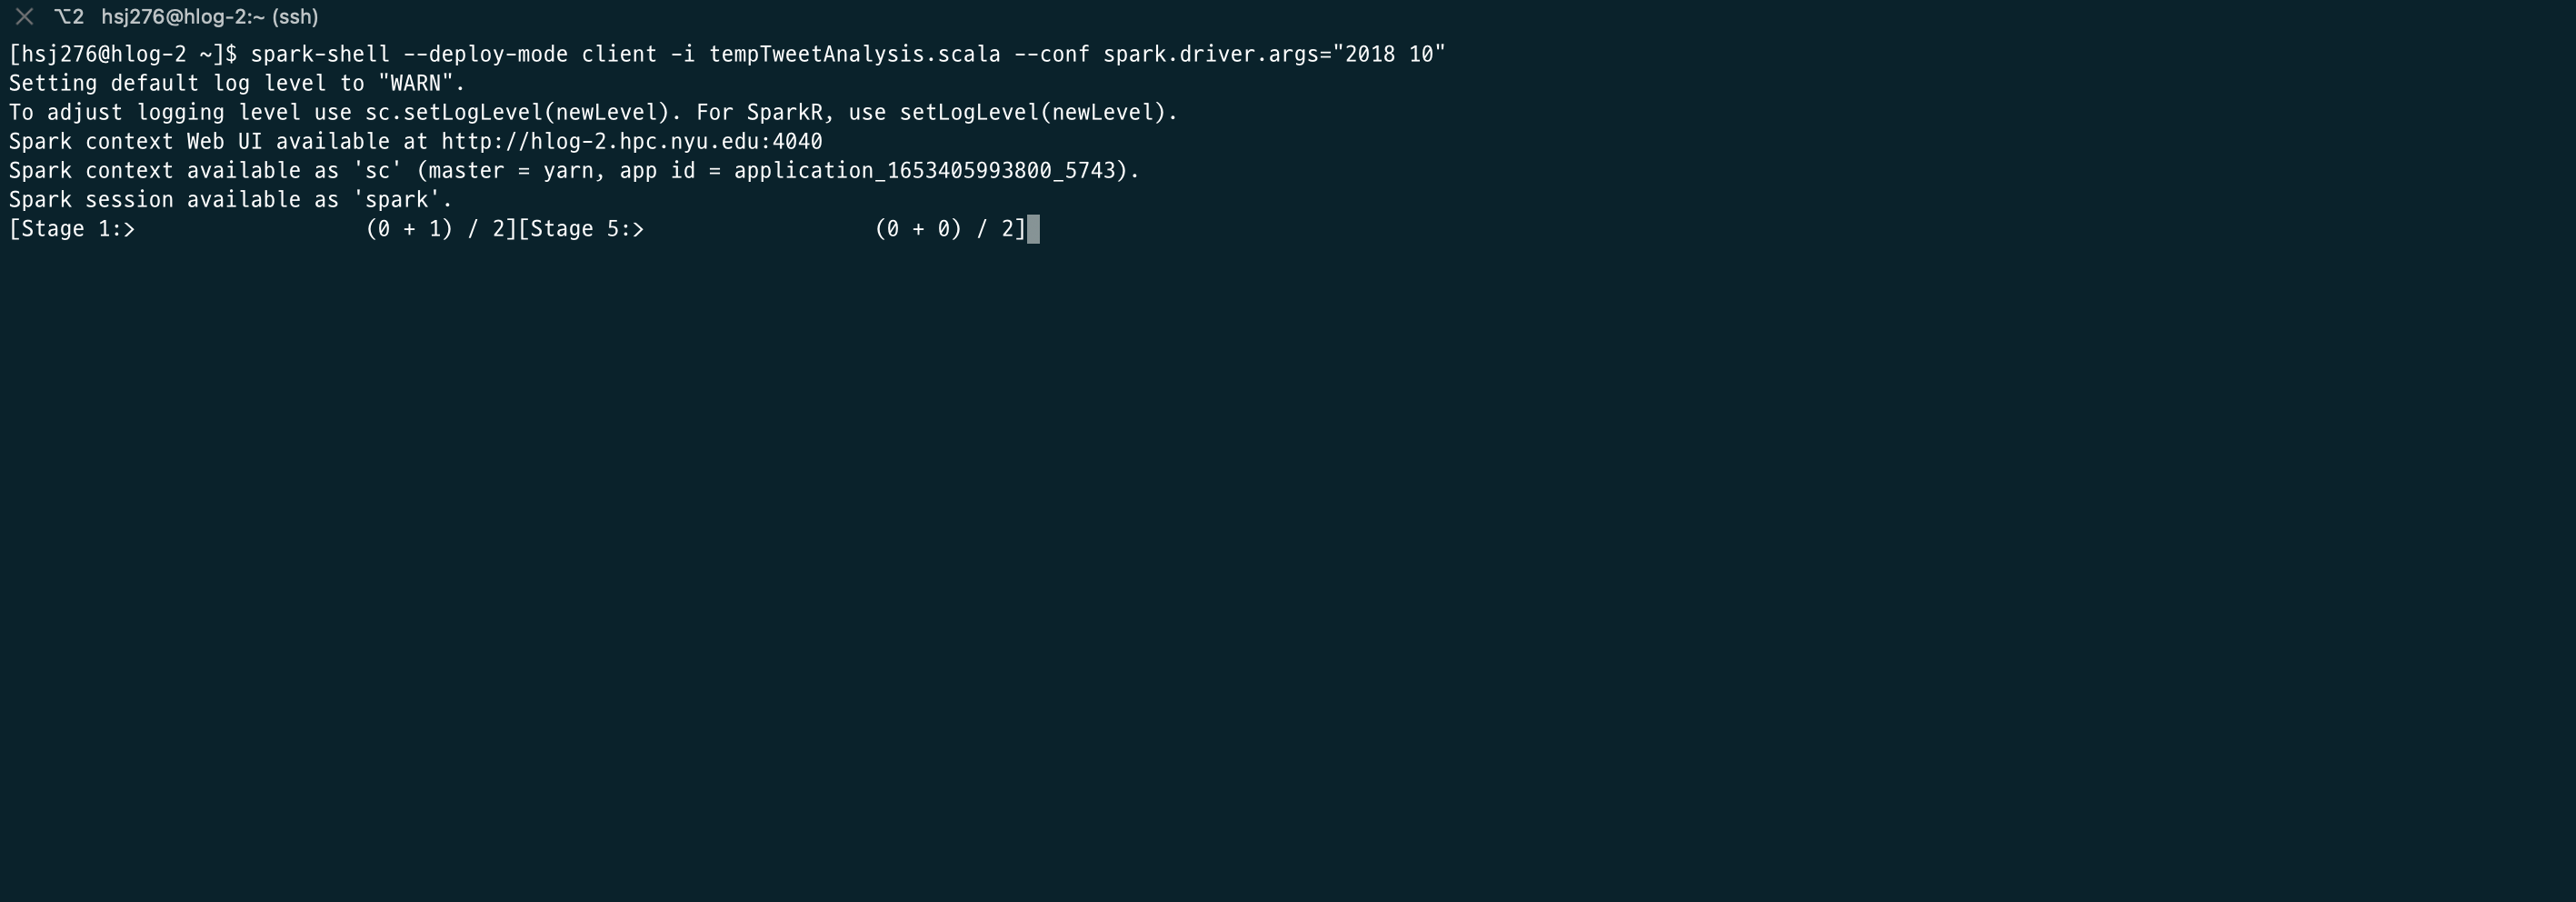 ⌥2 hsj276@hlog-2:~ (ssh)
[hsj276@hlog-2 ~]$ spark-shell --deploy-mode client -i tempTweetAnalysis.scala --conf spark.driver.args="2018 10"
Setting default log level to "WARN".
To adjust logging level use sc.setLogLevel(newLevel). For SparkR, use setLogLevel(newLevel).
Spark context Web UI available at http://hlog-2.hpc.nyu.edu:4040
Spark context available as 'sc' (master = yarn, app id = application_1653405993800_5743).
Spark session available as 'spark'.
[Stage 1:>                  (0 + 1) / 2][Stage 5:>                  (0 + 0) / 2]